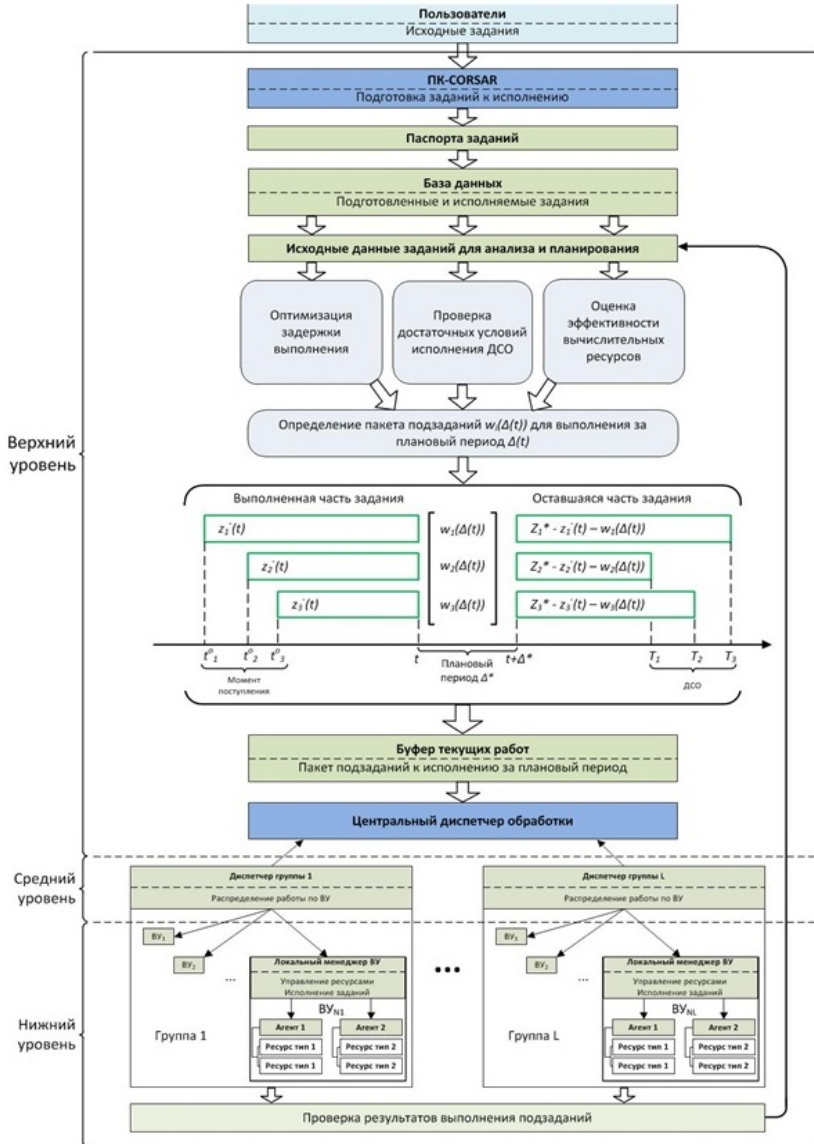 Пользователи
Исходные задания
ПК-CORSAR
Подготовка заданий к исполнению
Паспорта заданий
База данных
Подготовленные и исполняемые задания
Исходные данные заданий для анализа и планирования
Оптимизация
задержки
выполнения
Проверка
достаточных условий
исполнения ДСО
Оценка
эффективности
вычислительных
ресурсов
Определение пакета подзаданий wᵢ(Δ(t)) для выполнения за
плановый период Δ(t)
Верхний
уровень
Выполненная часть задания
Оставшаяся часть задания
z₁˙(t)
w₁(Δ(t))
Z₁* - z₁˙(t) – w₁(Δ(t))
z₂˙(t)
w₂(Δ(t))
Z₂* - z₂˙(t) – w₂(Δ(t))
z₃˙(t)
w₃(Δ(t))
Z₃* - z₃˙(t) – w₃(Δ(t))
t⁰₁ t⁰₂ t⁰₃ t t+Δ* T₁ T₂ T₃
Момент
поступления
Плановый
период Δ*
ДСО
Буфер текущих работ
Пакет подзаданий к исполнению за плановый период
Центральный диспетчер обработки
Средний
уровень
Диспетчер группы 1
Распределение работы по ВУ
Диспетчер группы L
Распределение работы по ВУ
Нижний
уровень
ВУ₁
ВУ₂
...
Локальный менеджер ВУ
Управление ресурсами
Исполнение заданий
ВУN1
Группа 1
Агент 1 Агент 2
Ресурс тип 1 Ресурс тип 2
Ресурс тип 1 Ресурс тип 2
•••
ВУ₁
ВУ₂
...
Локальный менеджер ВУ
Управление ресурсами
Исполнение заданий
ВУNL
Группа L
Агент 1 Агент 2
Ресурс тип 1 Ресурс тип 2
Ресурс тип 1 Ресурс тип 2
Проверка результатов выполнения подзаданий